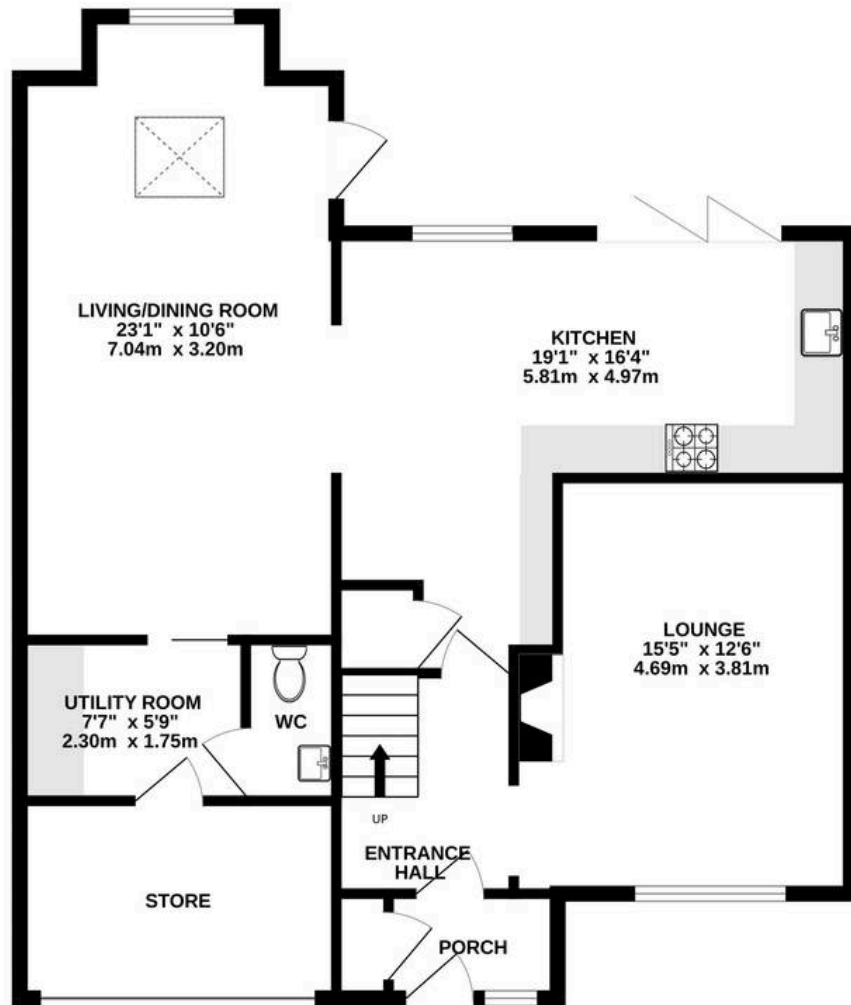 LIVING/DINING ROOM
23'1" x 10'6"
7.04m x 3.20m
KITCHEN
19'1" x 16'4"
5.81m x 4.97m
LOUNGE
15'5" x 12'6"
4.69m x 3.81m
UTILITY ROOM
7'7" x 5'9"
2.30m x 1.75m
WC
UP
ENTRANCE
HALL
STORE
PORCH